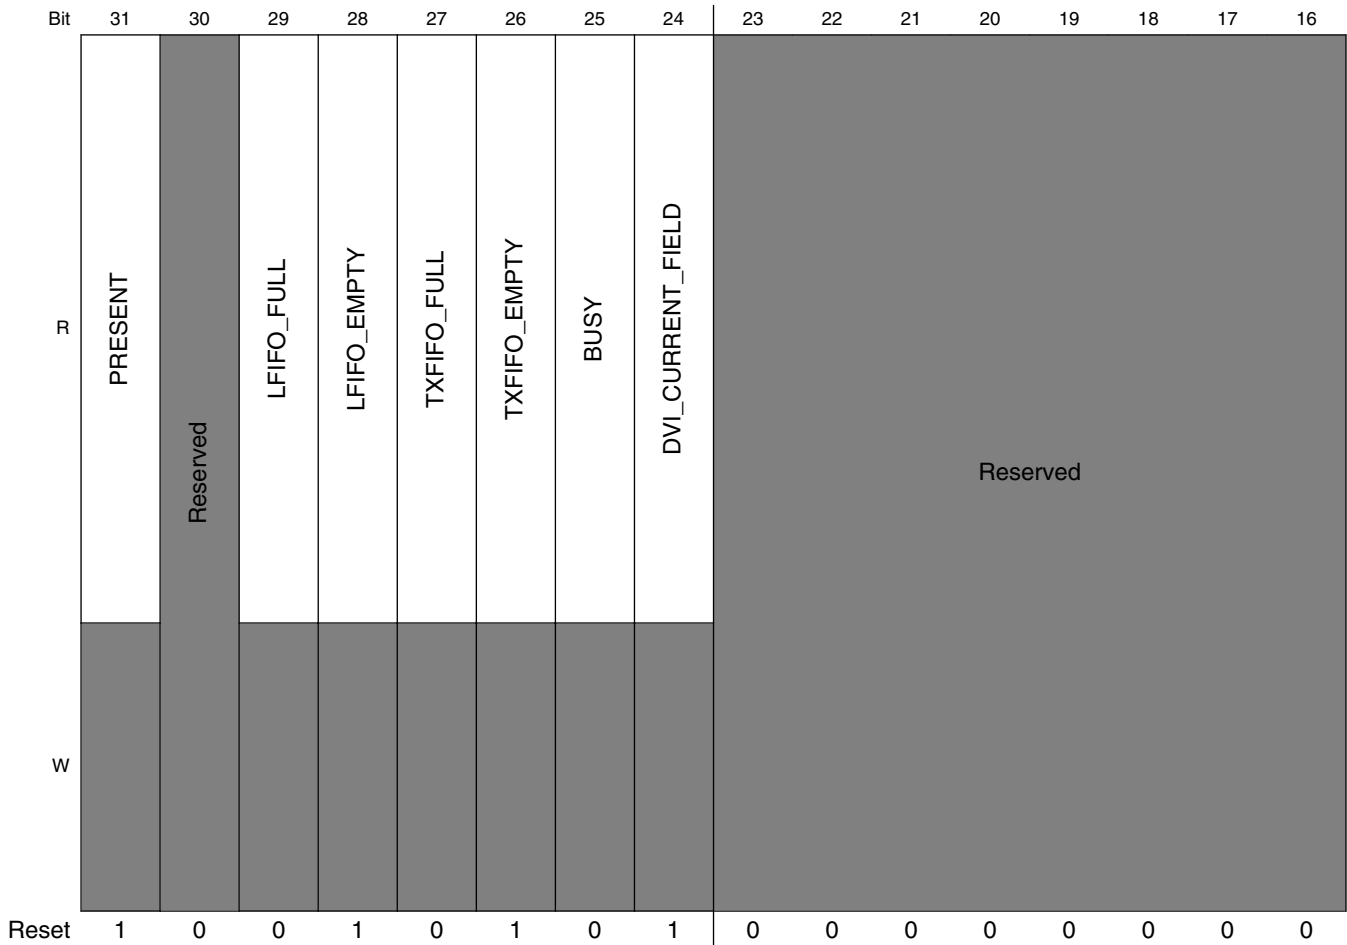 Bit 31 30 29 28 27 26 25 24 23 22 21 20 19 18 17 16
R PRESENT Reserved LFIFO_FULL LFIFO_EMPTY TXFIFO_FULL TXFIFO_EMPTY BUSY DVI_CURRENT_FIELD Reserved
W
Reset 1 0 0 1 0 1 0 1 0 0 0 0 0 0 0 0